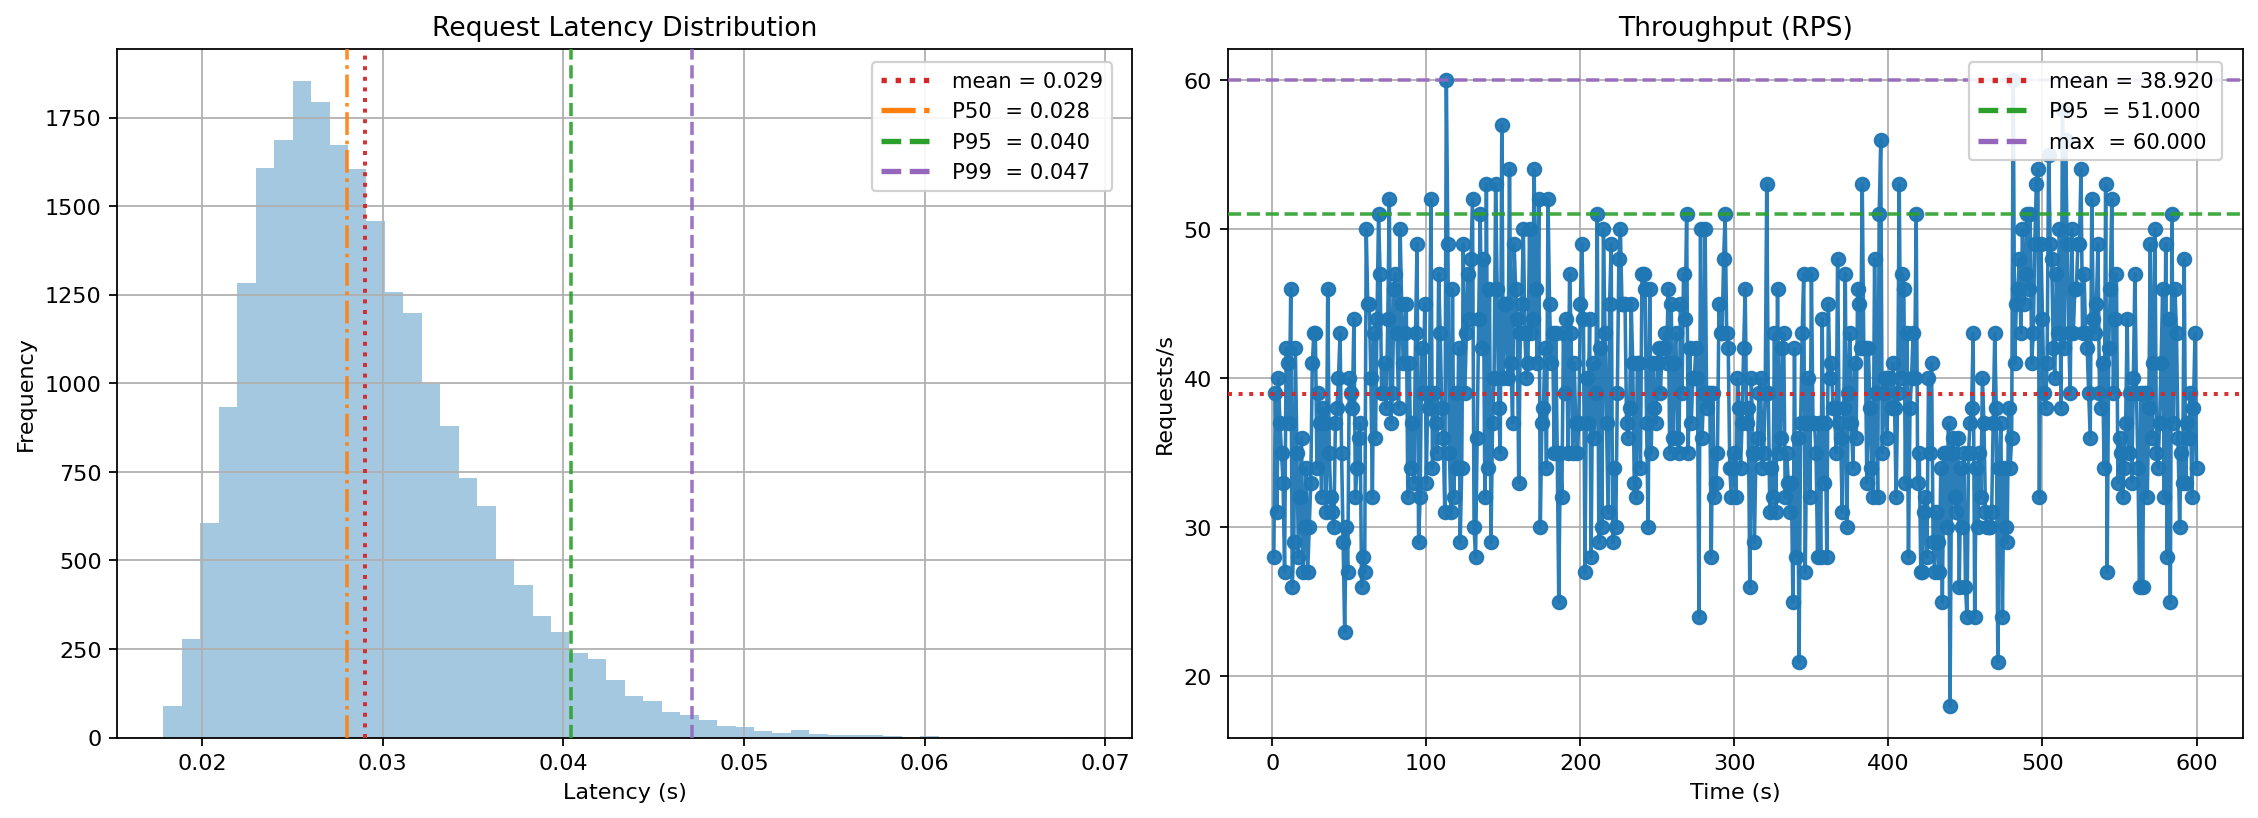 Request Latency Distribution
Frequency
1750
1500
1250
1000
750
500
250
0
0.02 0.03 0.04 0.05 0.06 0.07
Latency (s)
mean = 0.029
P50 = 0.028
P95 = 0.040
P99 = 0.047
Throughput (RPS)
Requests/s
60
50
40
30
20
0 100 200 300 400 500 600
Time (s)
mean = 38.920
P95 = 51.000
max = 60.000